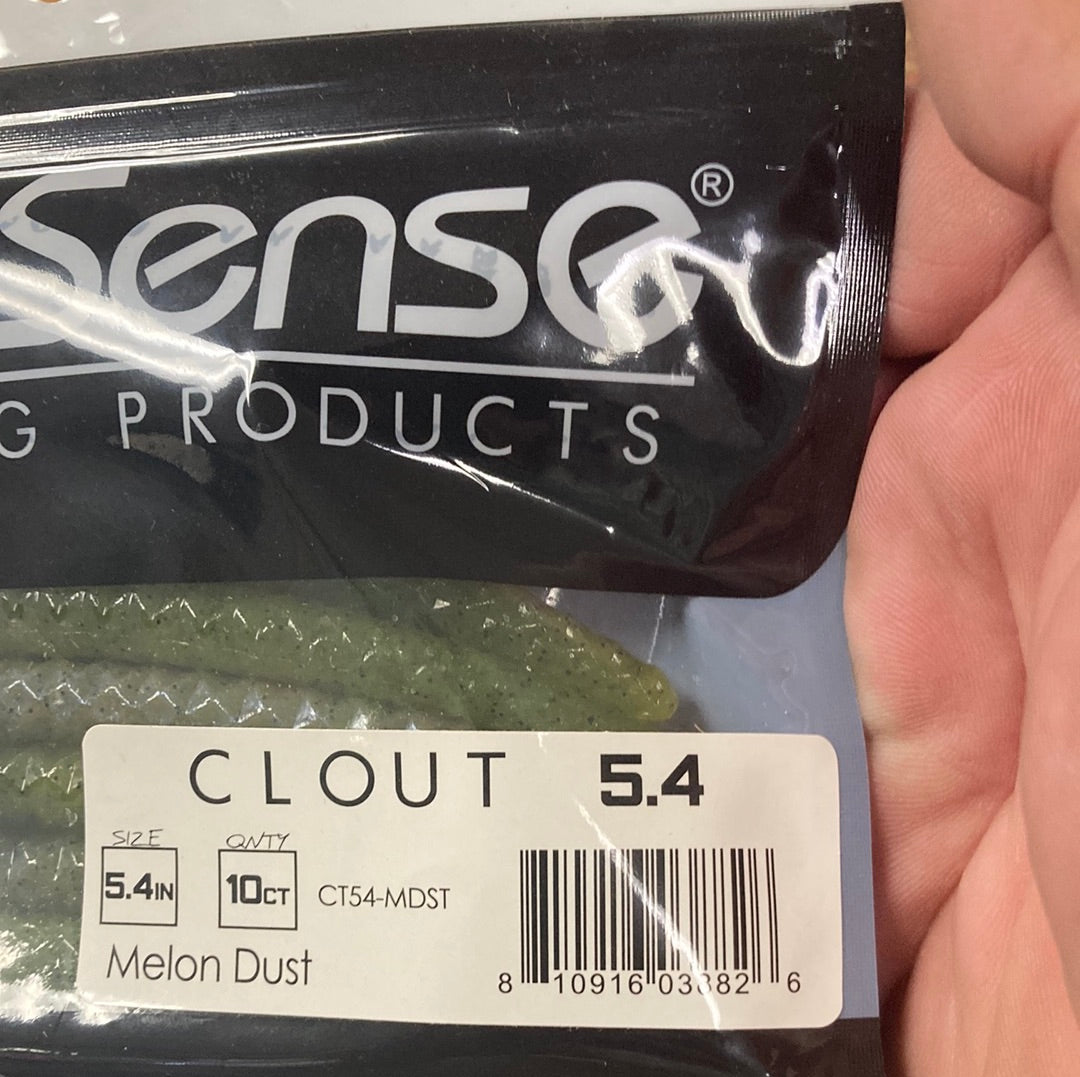 Sense®
G PRODUCTS
CLOUT 5.4
SIZE QNTY
5.4IN 10CT CT54-MDST
Melon Dust
8 10916 03882 6